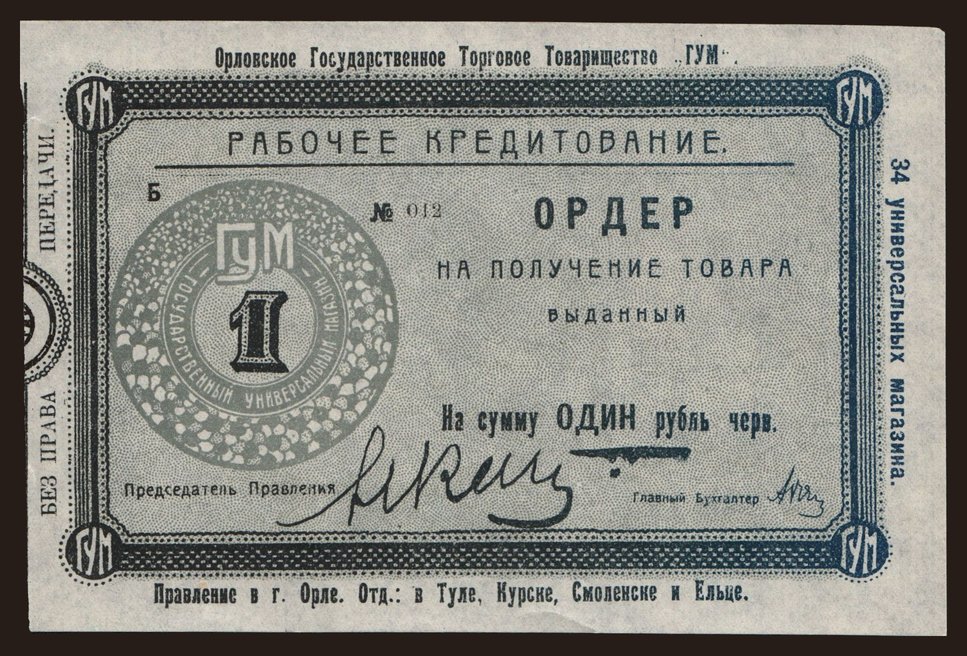 Орловское Государственное Торговое Товарищество „ГУМ".
ГУМ
ГУМ
РАБОЧЕЕ КРЕДИТОВАНИЕ.
Б
№ 012
ОРДЕР
НА ПОЛУЧЕНИЕ ТОВАРА
выданный
ГУМ
1
ГОСУДАРСТВЕННЫЙ УНИВЕРСАЛЬНЫЙ МАГАЗИН
На сумму ОДИН рубль черв.
Председатель Правления
Главный Бухгалтер
ГУМ
ГУМ
Правление в г. Орле. Отд.: в Туле, Курске, Смоленске и Ельце.
БЕЗ ПРАВА ПЕРЕДАЧИ.
34 универсальных магазина.